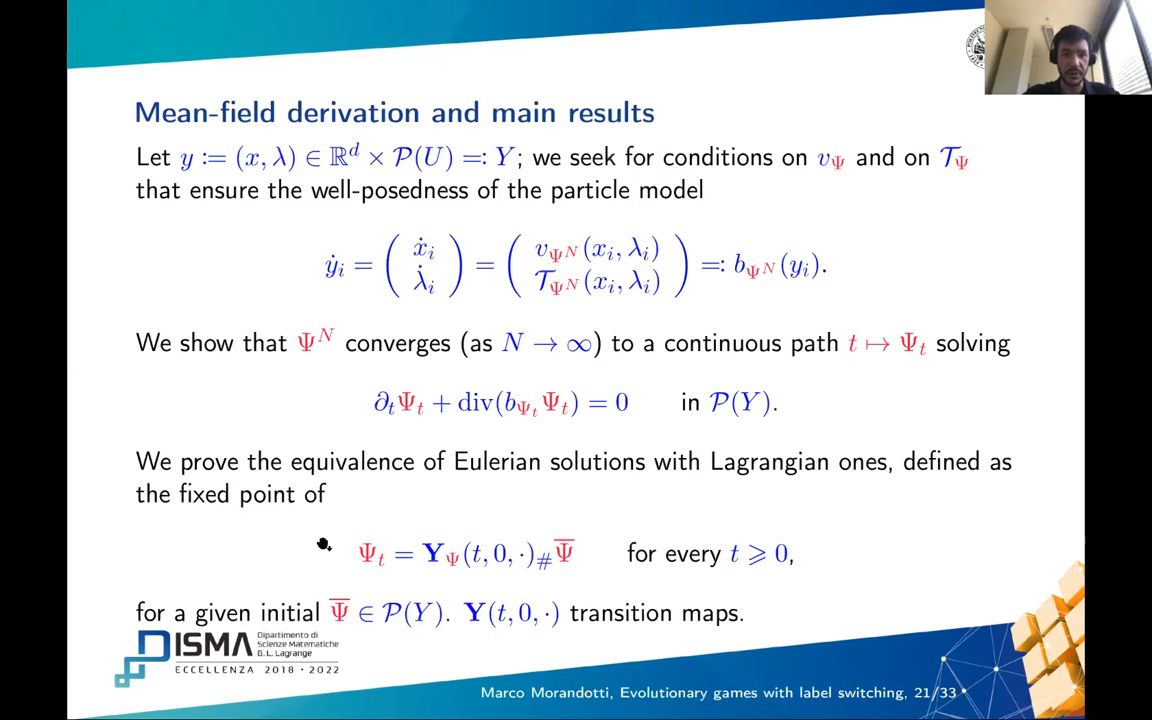 Mean-field derivation and main results
Let y := (x, λ) ∈ ℝ^d × 𝒫(U) =: Y; we seek for conditions on v_Ψ and on 𝒯_Ψ
that ensure the well-posedness of the particle model
ẏ_i = ( ẋ_i λ̇_i ) = ( v_{Ψ^N}(x_i, λ_i) 𝒯_{Ψ^N}(x_i, λ_i) ) =: b_{Ψ^N}(y_i).
We show that Ψ^N converges (as N → ∞) to a continuous path t ↦ Ψ_t solving
∂_tΨ_t + div(b_{Ψ_t}Ψ_t) = 0 in 𝒫(Y).
We prove the equivalence of Eulerian solutions with Lagrangian ones, defined as
the fixed point of
Ψ_t = Y_Ψ(t, 0, ·)_# Ψ̅ for every t ⩾ 0,
for a given initial Ψ̅ ∈ 𝒫(Y). Y(t, 0, ·) transition maps.
DISMA Dipartimento di
Scienze Matematiche
G. L. Lagrange
ECCELLENZA 2018 · 2022
Marco Morandotti, Evolutionary games with label switching, 21/33